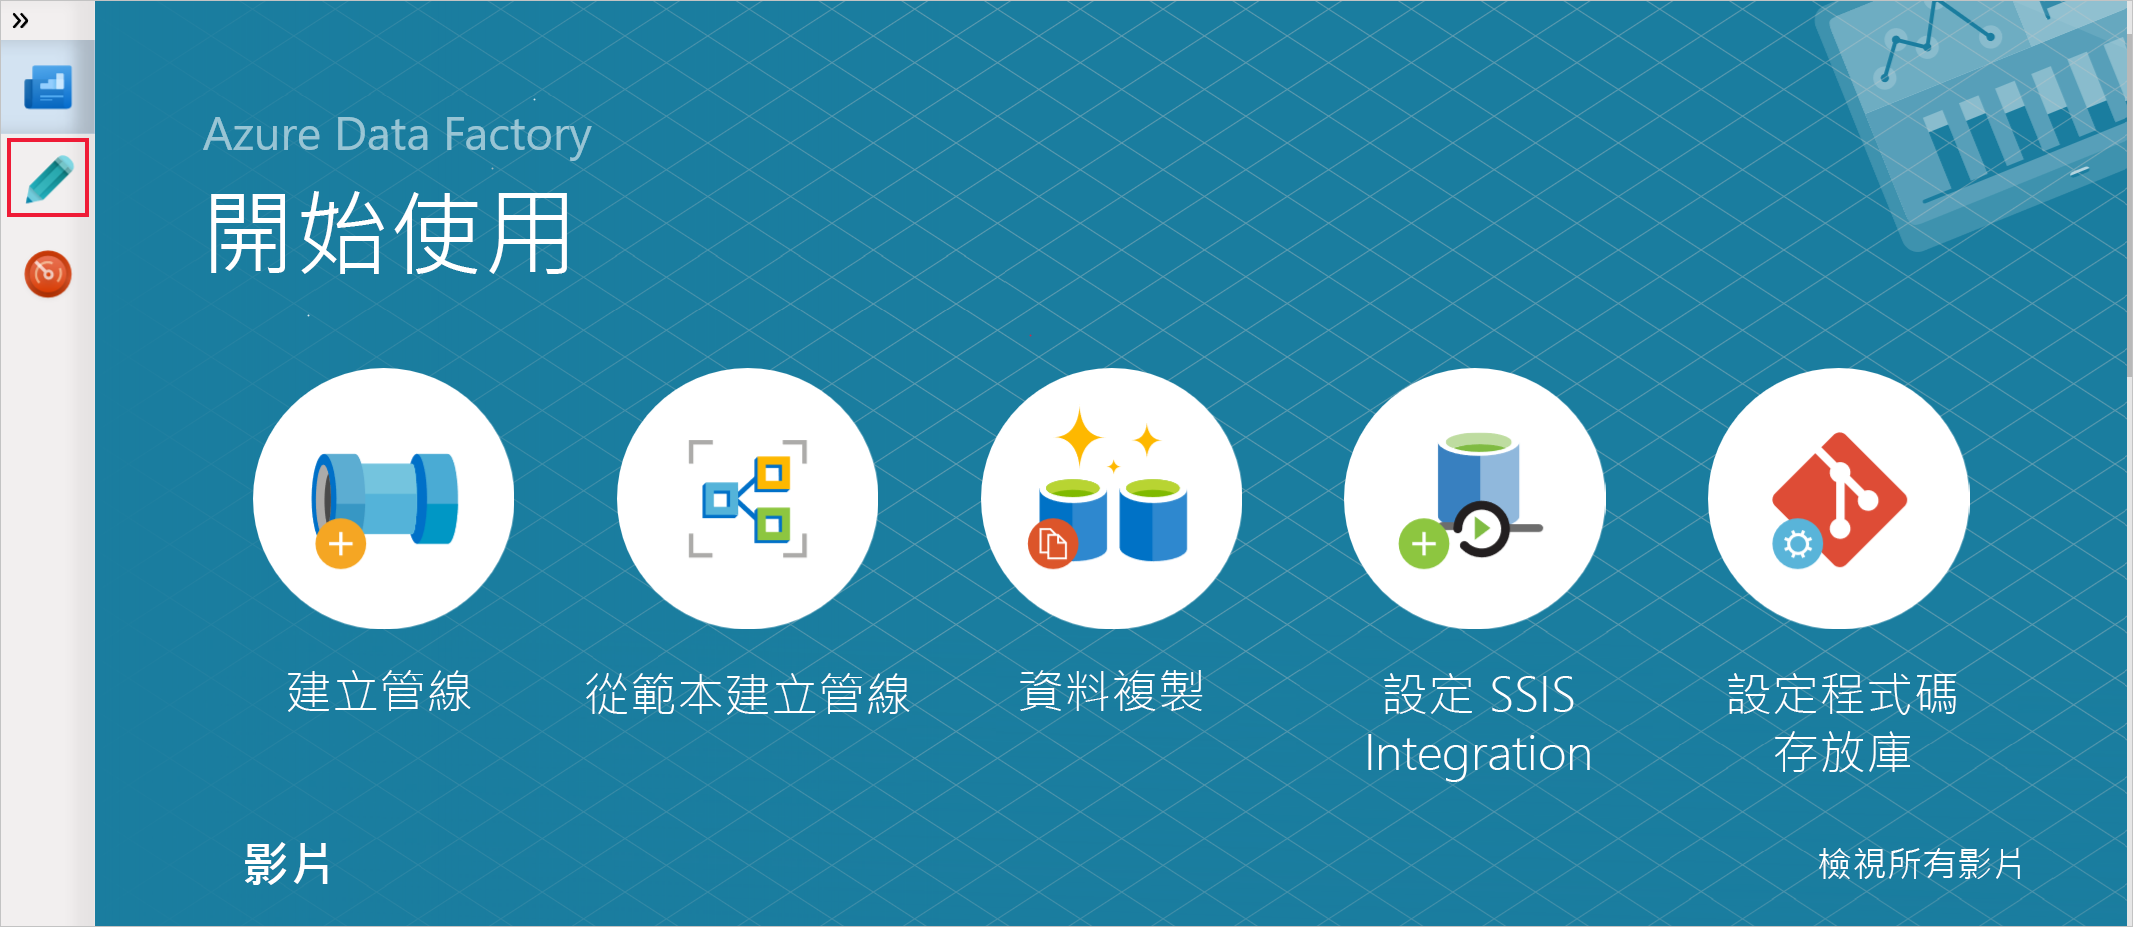 Azure Data Factory
開始使用
建立管線
從範本建立管線
資料複製
設定 SSIS
Integration
設定程式碼
存放庫
影片
檢視所有影片